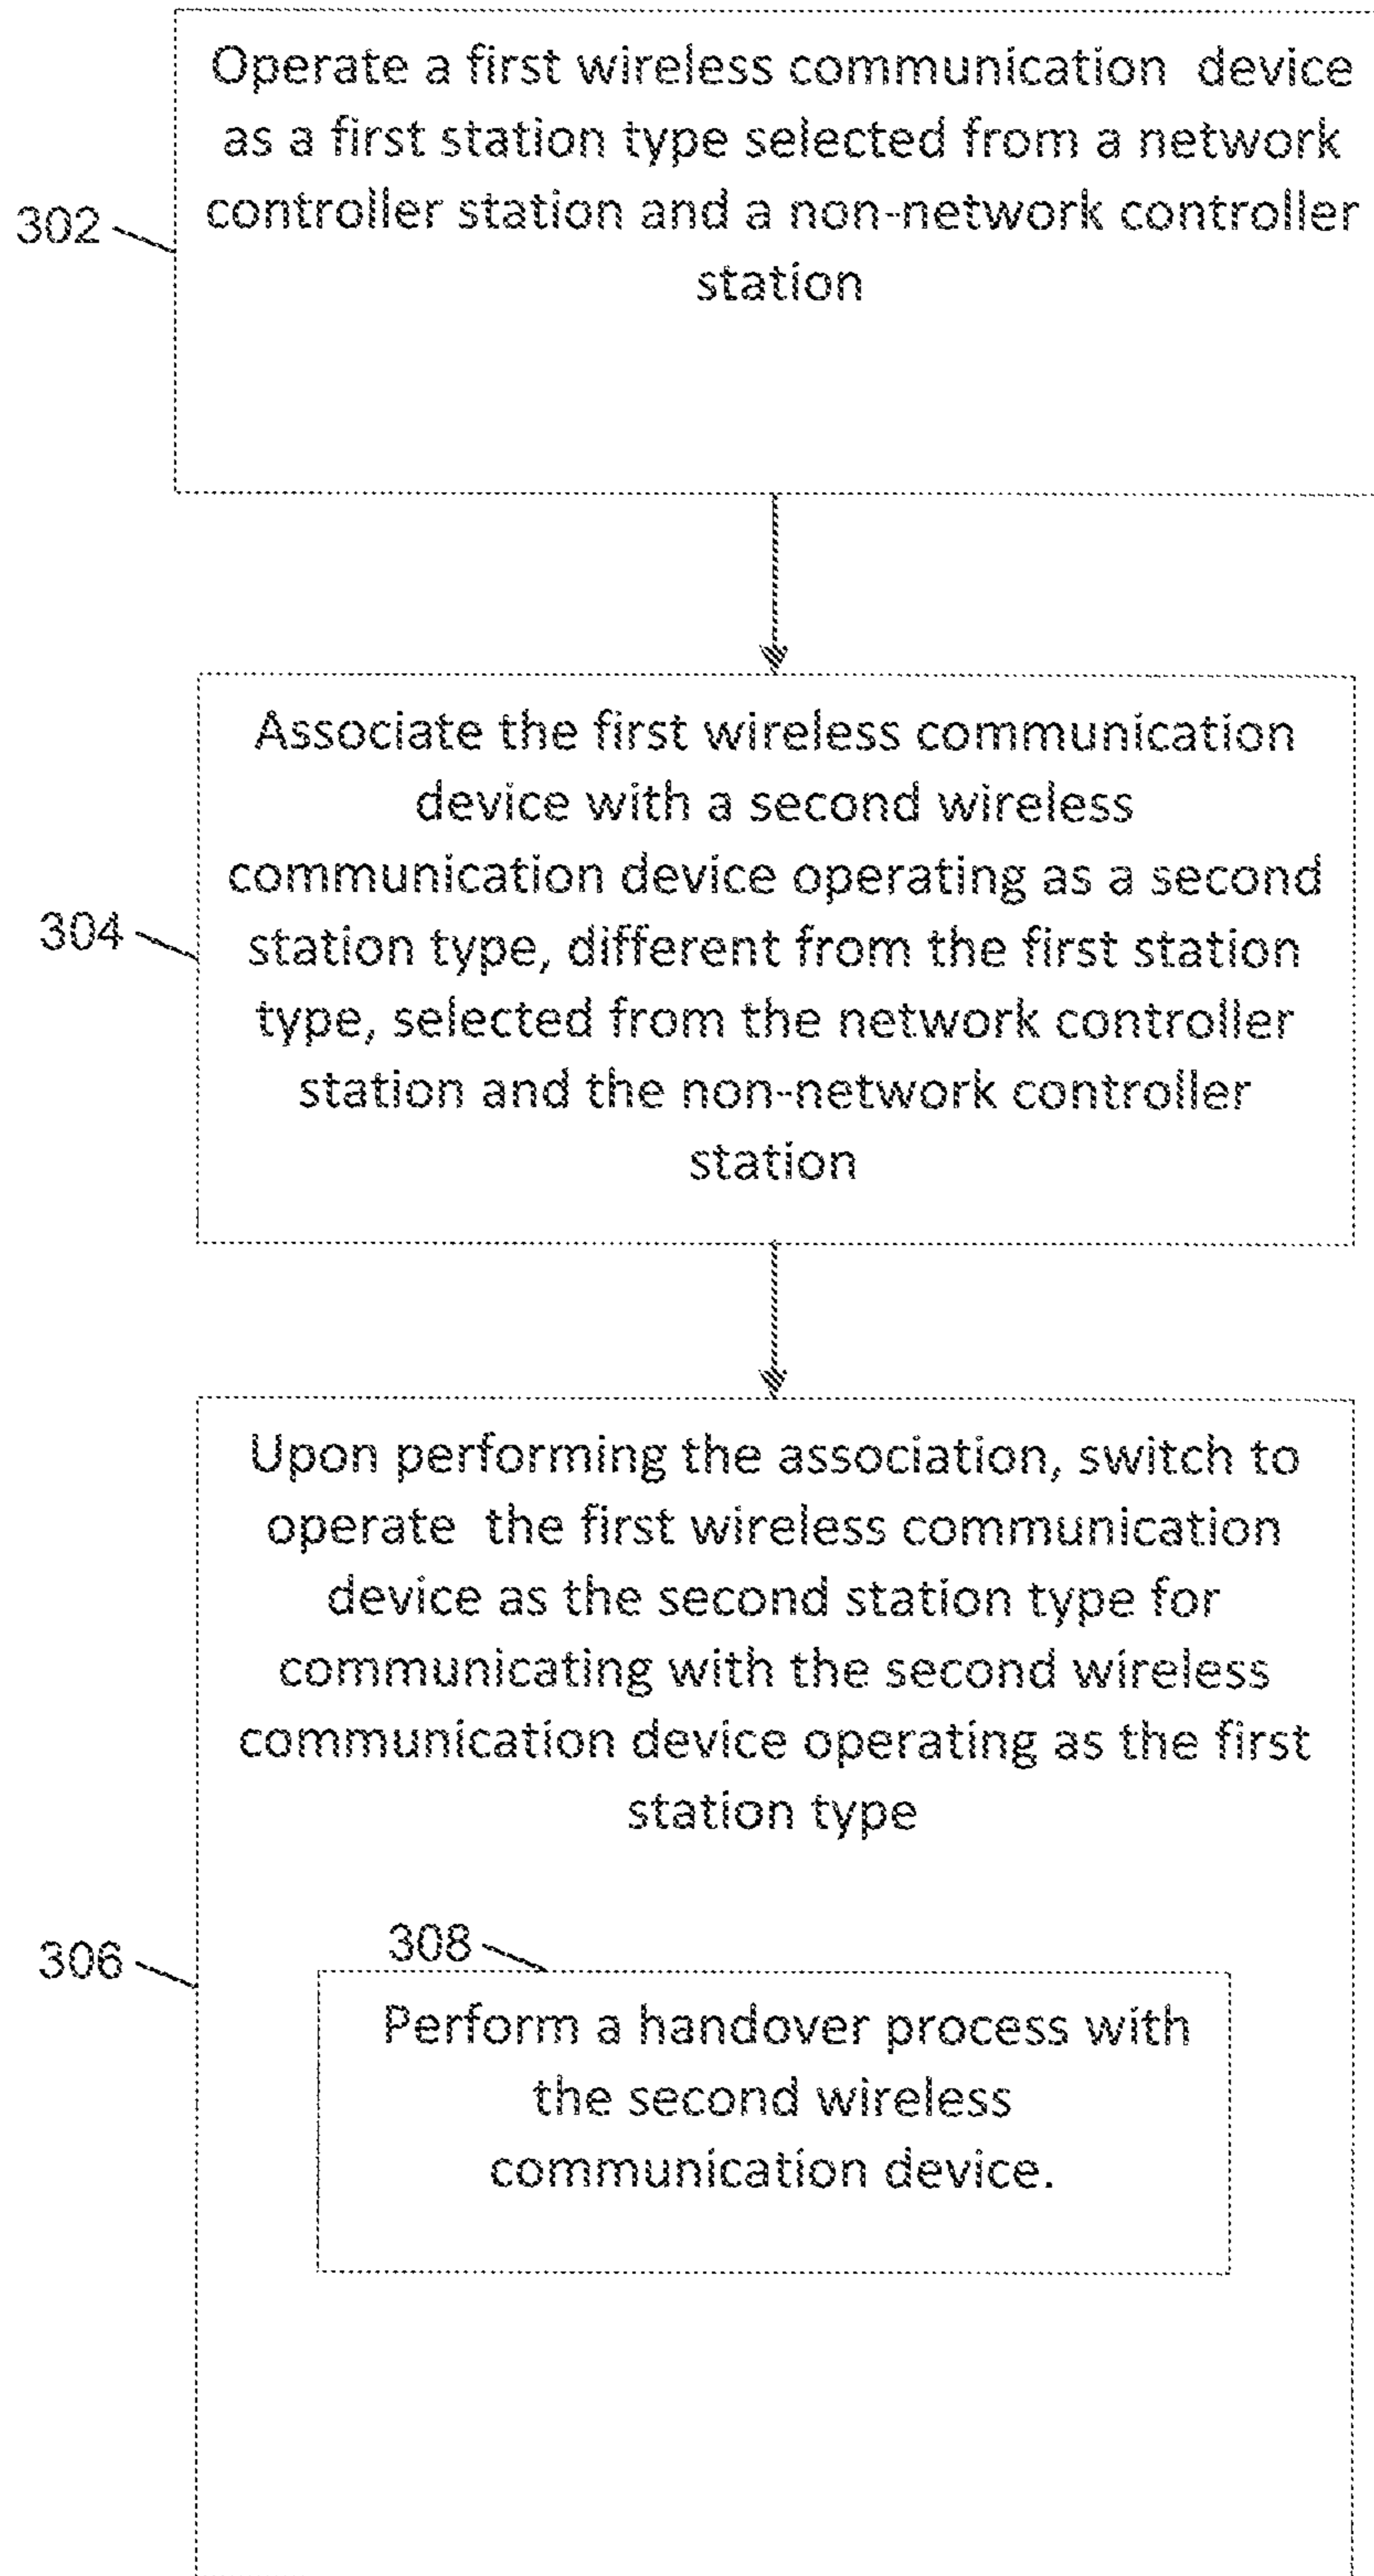 Operate a first wireless communication device
as a first station type selected from a network
controller station and a non-network controller
station
302
Associate the first wireless communication
device with a second wireless
communication device operating as a second
station type, different from the first station
type, selected from the network controller
station and the non-network controller
station
304
Upon performing the association, switch to
operate the first wireless communication
device as the second station type for
communicating with the second wireless
communication device operating as the first
station type
306
308
Perform a handover process with
the second wireless
communication device.